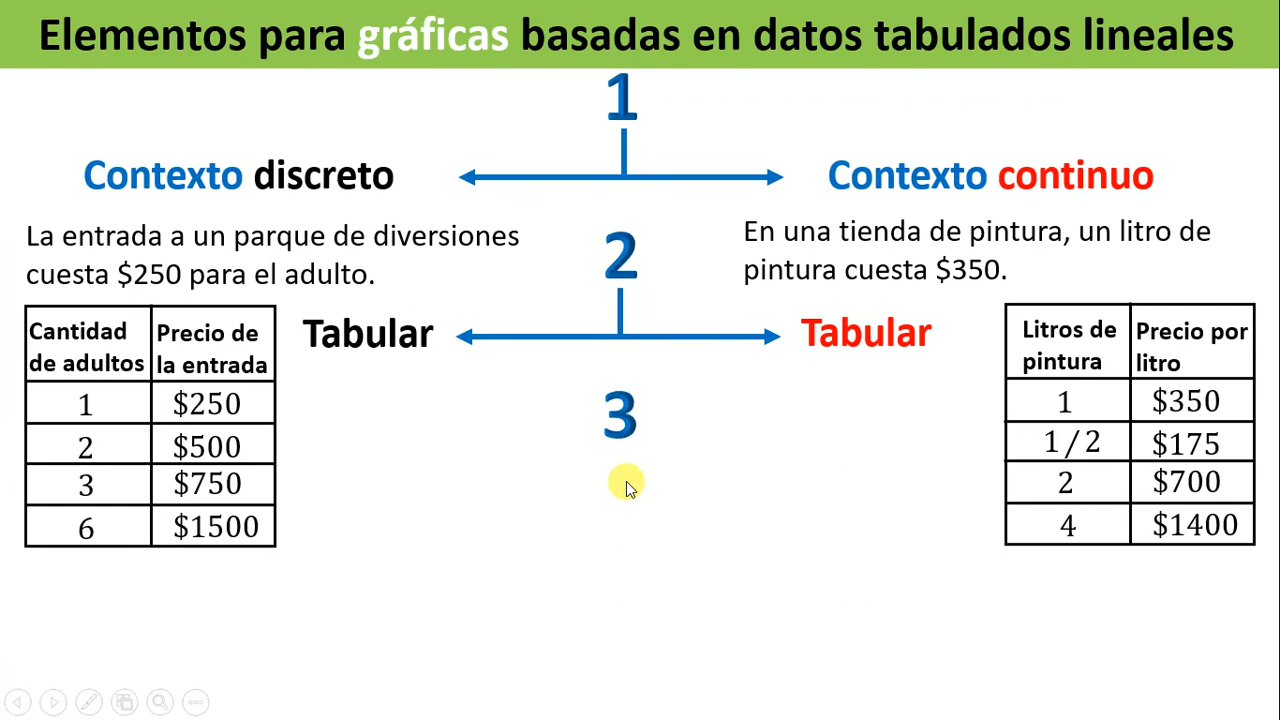 Elementos para gráficas basadas en datos tabulados lineales
1
Contexto discreto
Contexto continuo
La entrada a un parque de diversiones
cuesta $250 para el adulto.
En una tienda de pintura, un litro de
pintura cuesta $350.
2
Tabular
Tabular
Cantidad de adultos Precio de la entrada
1 $250
2 $500
3 $750
6 $1500
Litros de pintura Precio por litro
1 $350
1/2 $175
2 $700
4 $1400
3